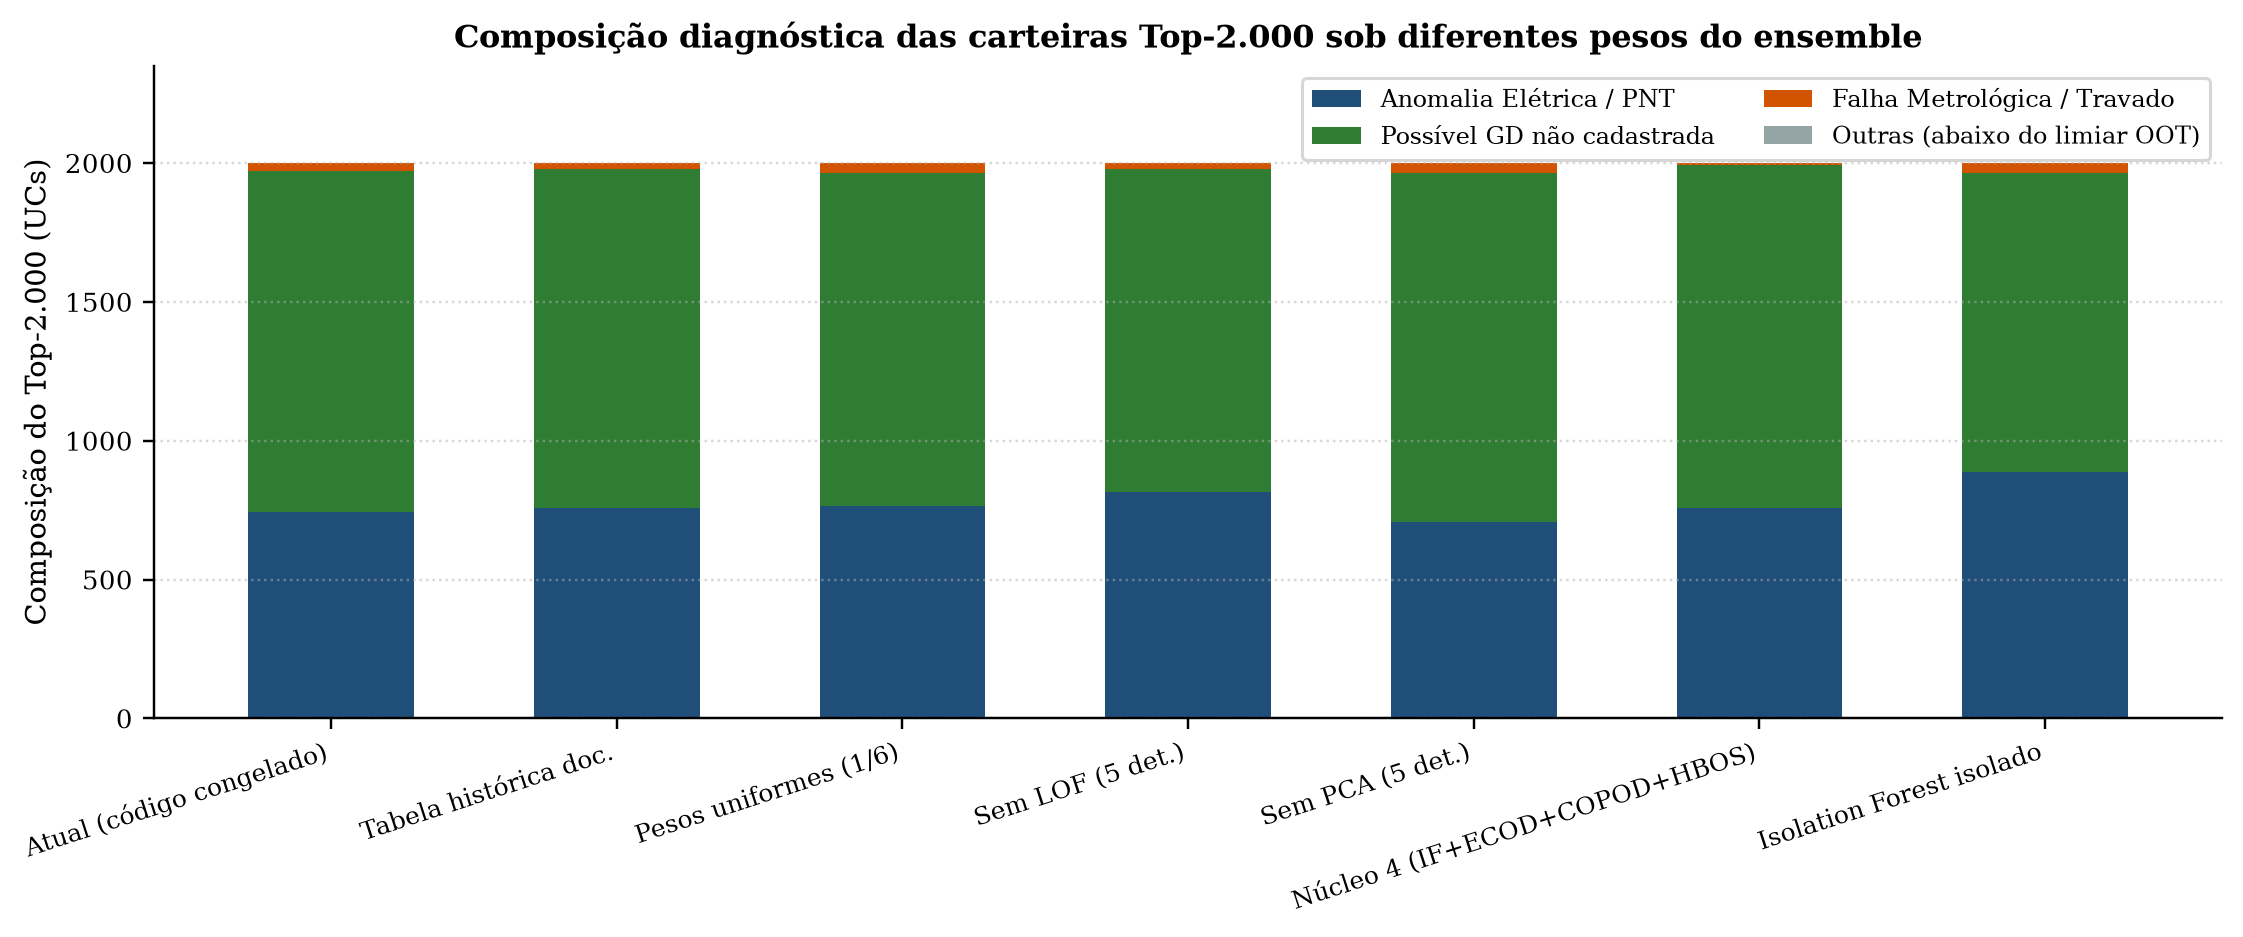 Composição diagnóstica das carteiras Top-2.000 sob diferentes pesos do ensemble
Anomalia Elétrica / PNT
Possível GD não cadastrada
Falha Metrológica / Travado
Outras (abaixo do limiar OOT)
Composição do Top-2.000 (UCs)
2000
1500
1000
500
0
Atual (código congelado)
Tabela histórica doc.
Pesos uniformes (1/6)
Sem LOF (5 det.)
Sem PCA (5 det.)
Núcleo 4 (IF+ECOD+COPOD+HBOS)
Isolation Forest isolado